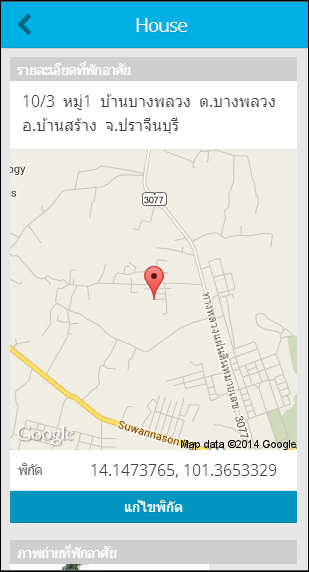 House
รายละเอียดที่พักอาศัย
10/3 หมู่1 บ้านบางพลวง ต.บางพลวง
อ.บ้านสร้าง จ.ปราจีนบุรี
ogy
s
3077
ทางหลวงแผ่นดินหมายเลข. 3077
Suwannason
Google
Map data ©2014 Google
พิกัด 14.1473765, 101.3653329
แก้ไขพิกัด
ภาพถ่ายที่พักอาศัย